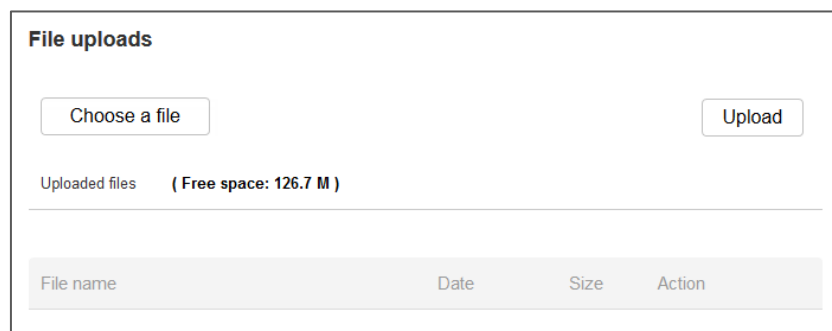 File uploads
Choose a file Upload
Uploaded files ( Free space: 126.7 M )
File name Date Size Action